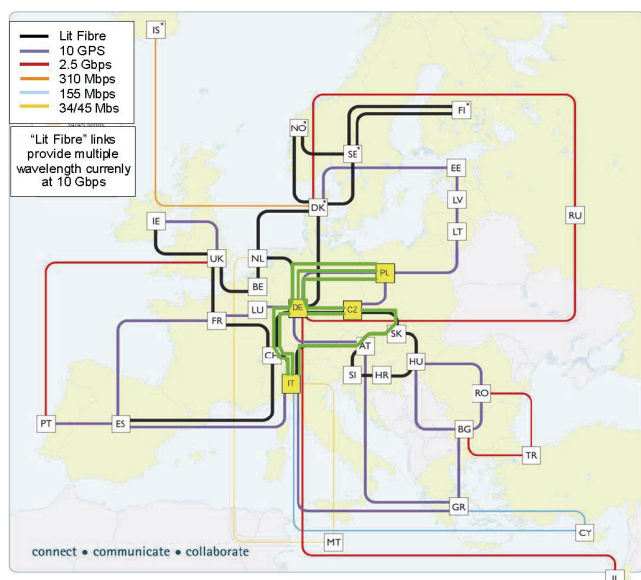 Lit Fibre
10 GPS
2.5 Gbps
310 Mbps
155 Mbps
34/45 Mbs
"Lit Fibre" links
provide multiple
wavelength currenly
at 10 Gbps
IS*
FI*
NO*
SE*
EE
LV
DK*
RU
IE
LT
UK
NL
PL
BE
DE
LU
CZ
FR
SK
AT
CH
HU
SI
HR
IT
RO
PT
ES
BG
TR
GR
CY
MT
connect • communicate • collaborate